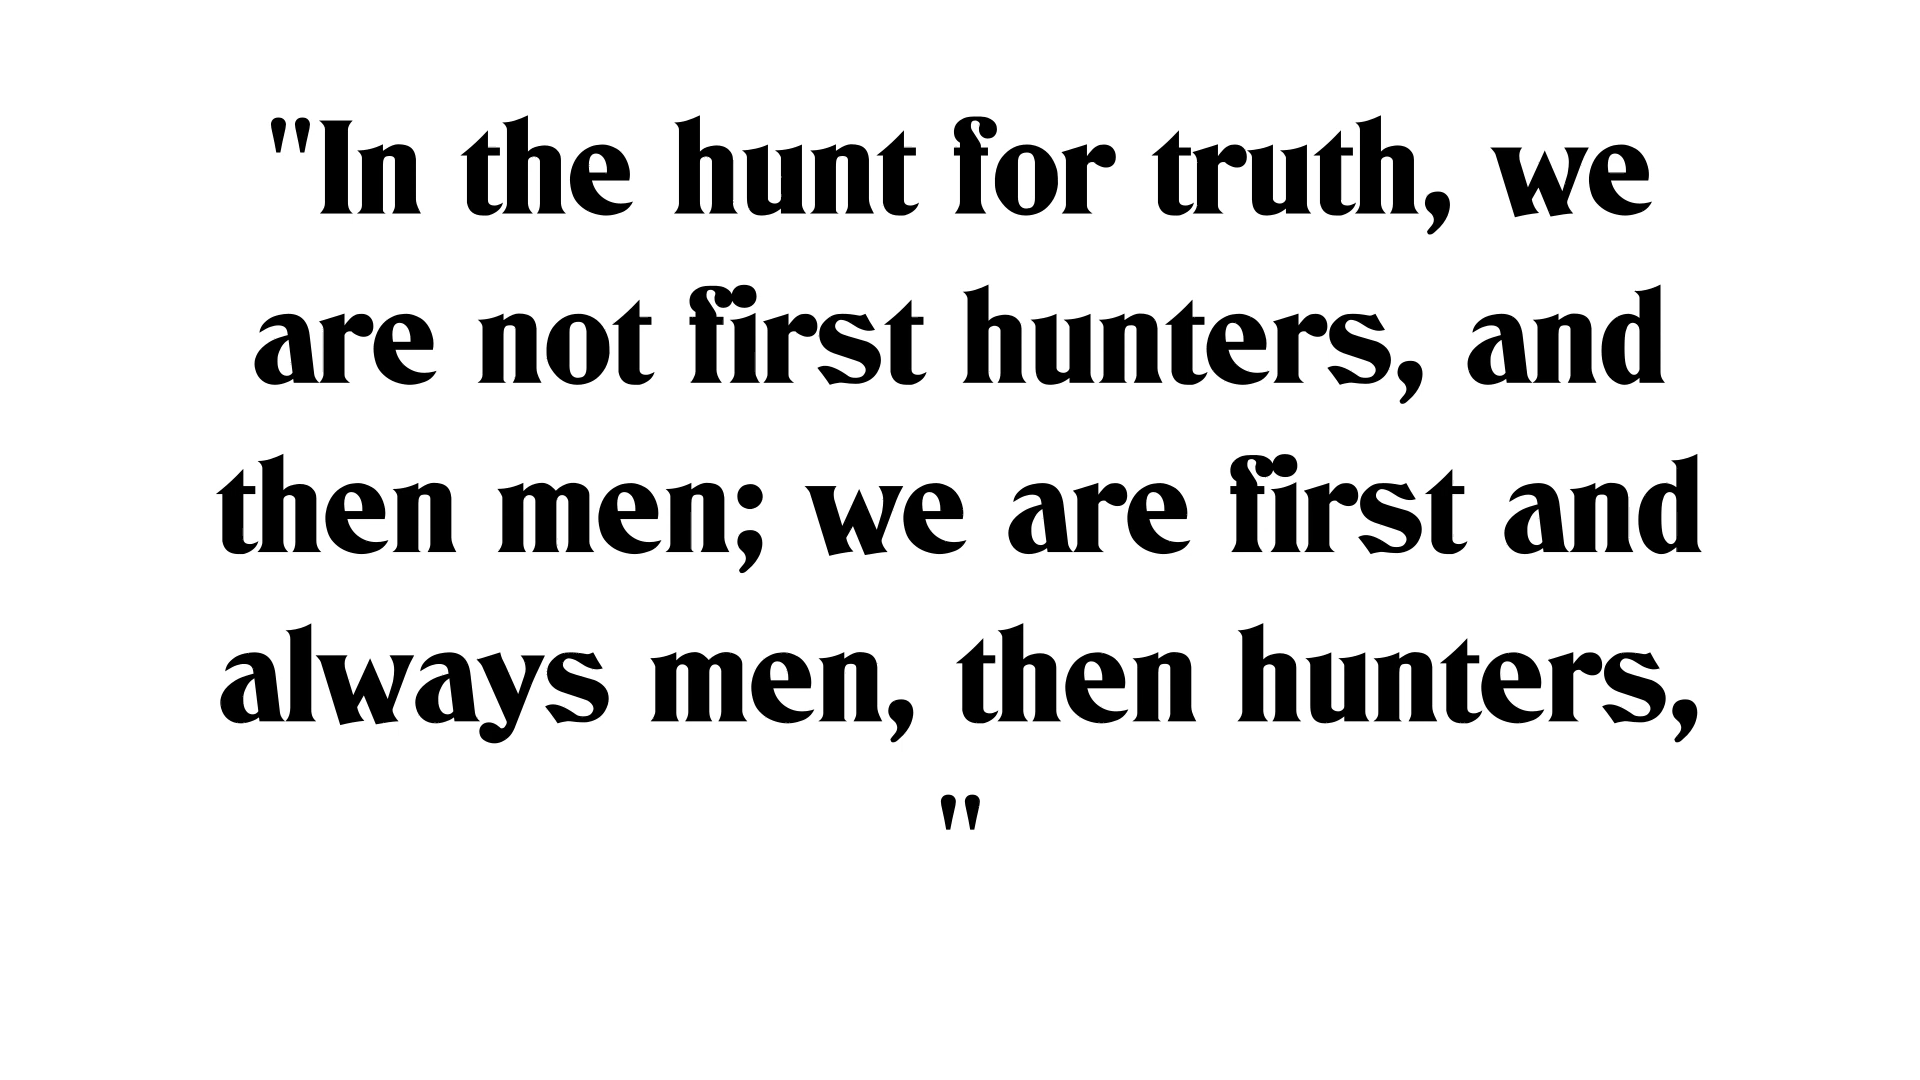 "In the hunt for truth, we
are not first hunters, and
then men; we are first and
always men, then hunters,
"